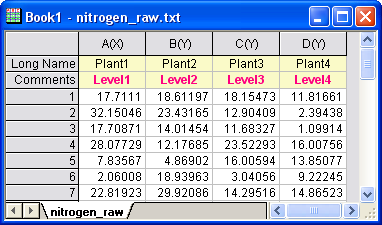 Book1 - nitrogen_raw.txt
A(X) B(Y) C(Y) D(Y)
Long Name Plant1 Plant2 Plant3 Plant4
Comments Level1 Level2 Level3 Level4
1 17.7111 18.61197 18.15473 11.81661
2 32.15046 23.43165 12.90409 2.39438
3 17.70871 14.01454 11.68327 1.09914
4 28.07729 12.17685 23.52293 16.00756
5 7.83567 4.86902 16.00594 13.85077
6 2.06008 18.93963 3.04056 9.22245
7 22.81923 29.92086 14.29516 14.86523
nitrogen_raw